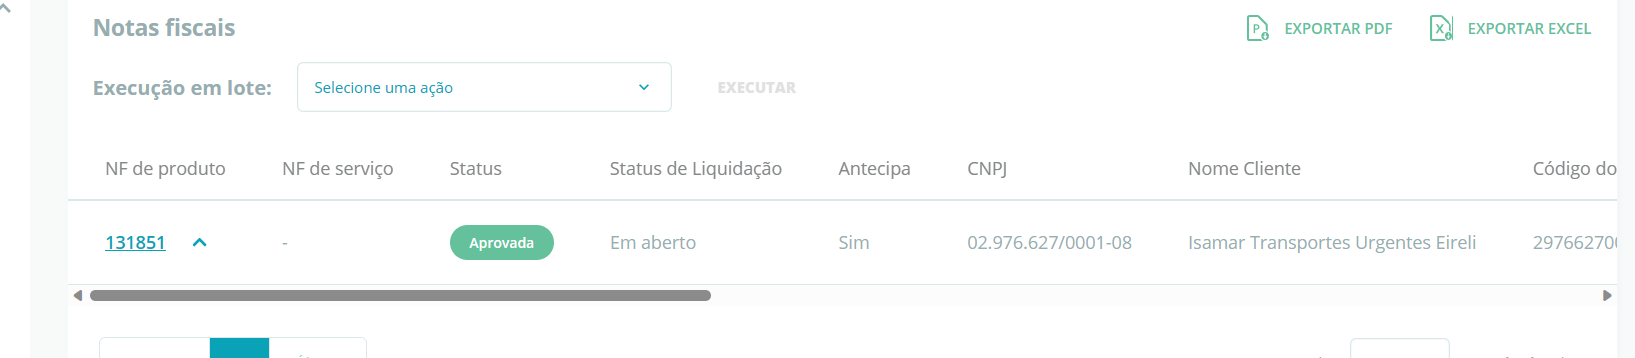 Notas fiscais
EXPORTAR PDF
EXPORTAR EXCEL
Execução em lote:
Selecione uma ação
EXECUTAR
NF de produto NF de serviço Status Status de Liquidação Antecipa CNPJ Nome Cliente Código do
131851 - Aprovada Em aberto Sim 02.976.627/0001-08 Isamar Transportes Urgentes Eireli 297662700